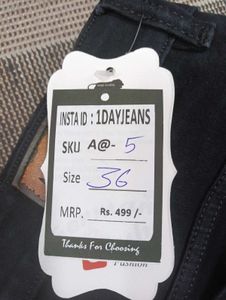 INSTA ID : 1DAYJEANS
SKU A@- 5
Size 36
MRP. Rs. 499 /-
Thanks For Choosing
Fashion